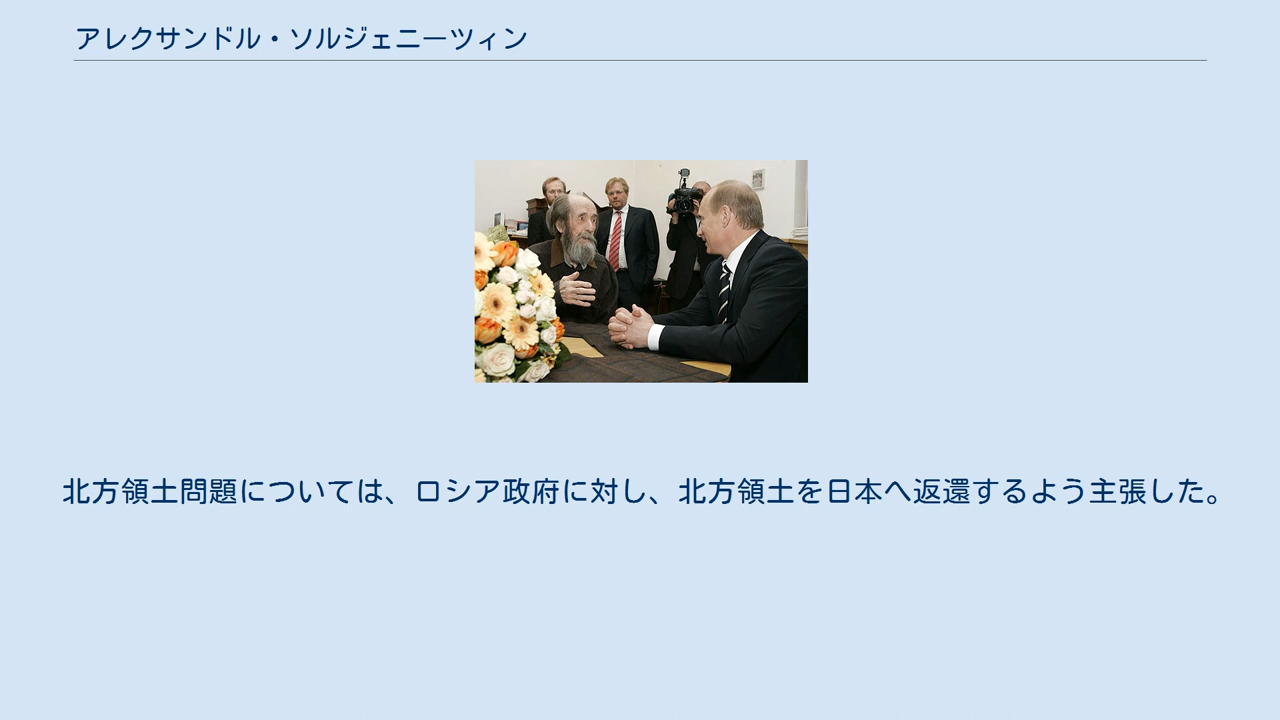 アレクサンドル・ソルジェニーツィン
北方領土問題については、ロシア政府に対し、北方領土を日本へ返還するよう主張した。